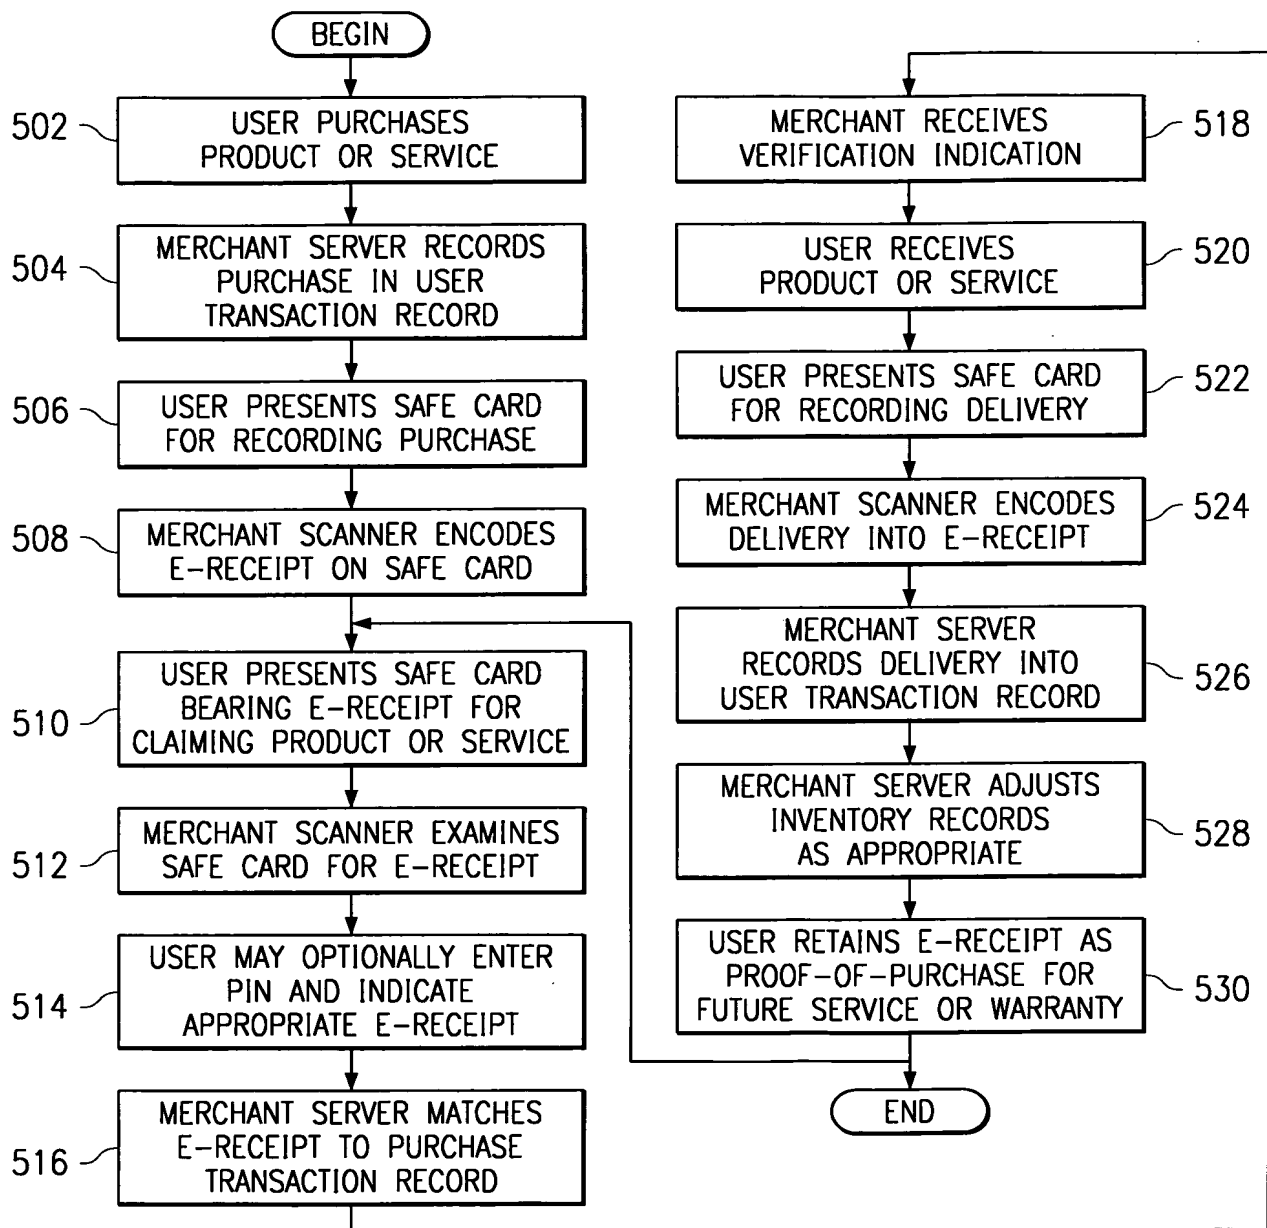 BEGIN
502
USER PURCHASES
PRODUCT OR SERVICE
504
MERCHANT SERVER RECORDS
PURCHASE IN USER
TRANSACTION RECORD
506
USER PRESENTS SAFE CARD
FOR RECORDING PURCHASE
508
MERCHANT SCANNER ENCODES
E-RECEIPT ON SAFE CARD
510
USER PRESENTS SAFE CARD
BEARING E-RECEIPT FOR
CLAIMING PRODUCT OR SERVICE
512
MERCHANT SCANNER EXAMINES
SAFE CARD FOR E-RECEIPT
514
USER MAY OPTIONALLY ENTER
PIN AND INDICATE
APPROPRIATE E-RECEIPT
516
MERCHANT SERVER MATCHES
E-RECEIPT TO PURCHASE
TRANSACTION RECORD
MERCHANT RECEIVES
VERIFICATION INDICATION
518
USER RECEIVES
PRODUCT OR SERVICE
520
USER PRESENTS SAFE CARD
FOR RECORDING DELIVERY
522
MERCHANT SCANNER ENCODES
DELIVERY INTO E-RECEIPT
524
MERCHANT SERVER
RECORDS DELIVERY INTO
USER TRANSACTION RECORD
526
MERCHANT SERVER ADJUSTS
INVENTORY RECORDS
AS APPROPRIATE
528
USER RETAINS E-RECEIPT AS
PROOF-OF-PURCHASE FOR
FUTURE SERVICE OR WARRANTY
530
END